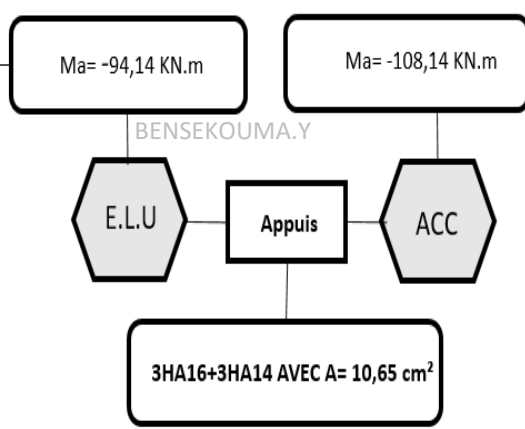 Ma= -94,14 KN.m
Ma= -108,14 KN.m
BENSEKOUMA.Y
E.L.U
Appuis
ACC
3HA16+3HA14 AVEC A= 10,65 cm²